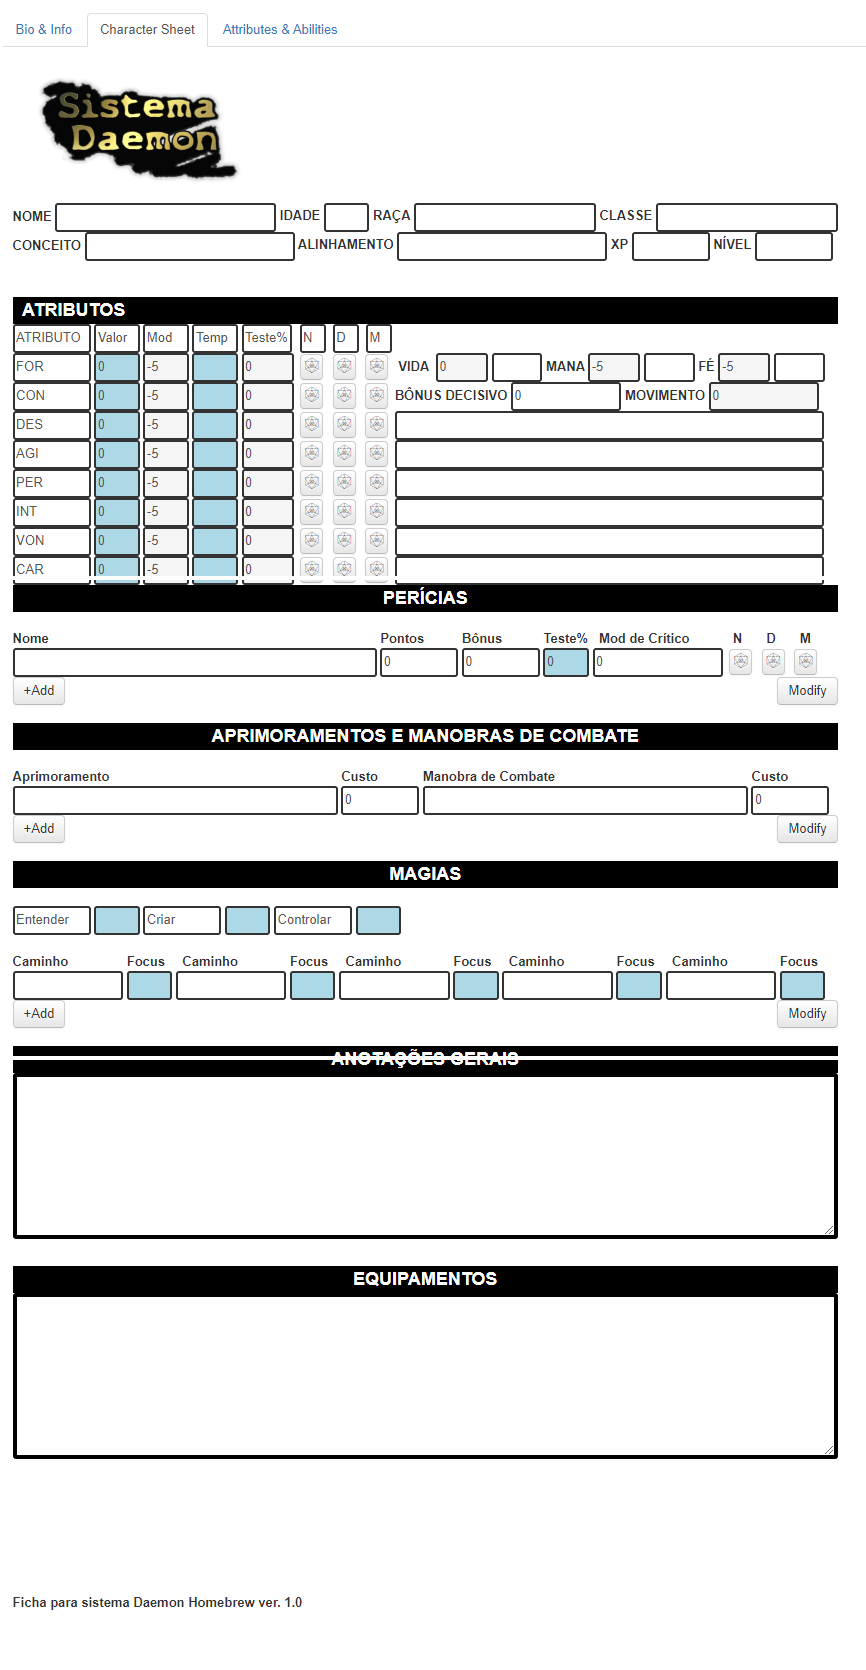 Bio & Info Character Sheet Attributes & Abilities
Sistema
Daemon
NOME IDADE RAÇA CLASSE
CONCEITO ALINHAMENTO XP NÍVEL
ATRIBUTOS
ATRIBUTO Valor Mod Temp Teste% N D M
FOR 0 -5 0 VIDA 0 MANA -5 FÉ -5
CON 0 -5 0 BÔNUS DECISIVO 0 MOVIMENTO 0
DES 0 -5 0
AGI 0 -5 0
PER 0 -5 0
INT 0 -5 0
VON 0 -5 0
CAR 0 -5 0
PERÍCIAS
Nome Pontos Bônus Teste% Mod de Crítico N D M
0 0 0 0
+Add Modify
APRIMORAMENTOS E MANOBRAS DE COMBATE
Aprimoramento Custo Manobra de Combate Custo
0 0
+Add Modify
MAGIAS
Entender Criar Controlar
Caminho Focus Caminho Focus Caminho Focus Caminho Focus Caminho Focus
+Add Modify
ANOTAÇÕES GERAIS
EQUIPAMENTOS
Ficha para sistema Daemon Homebrew ver. 1.0